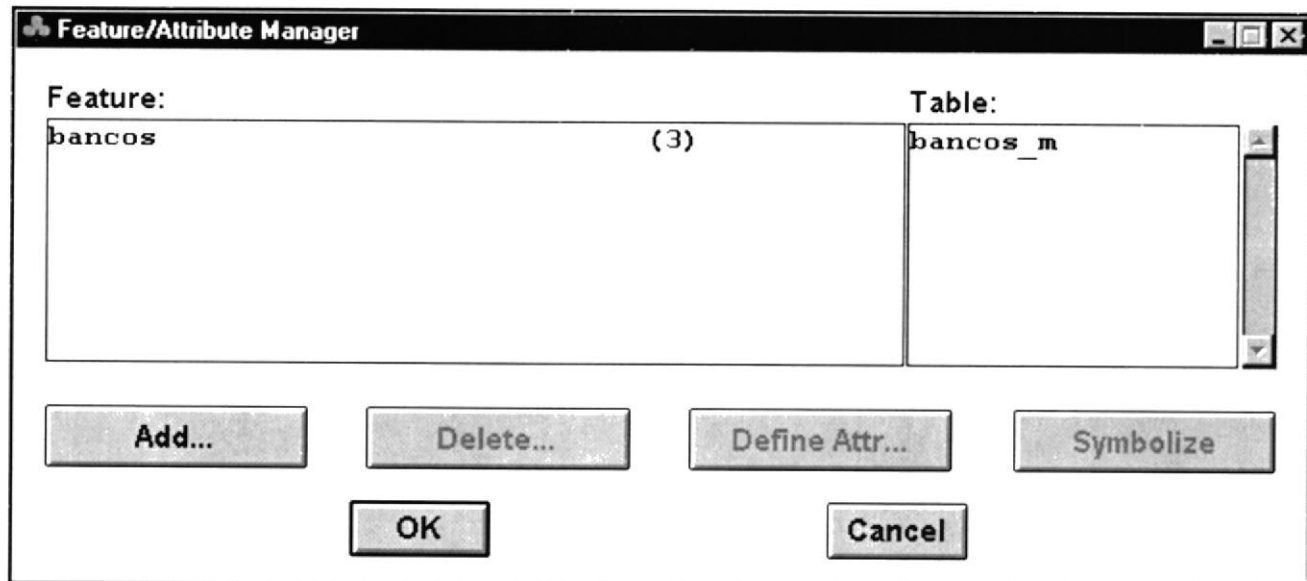 Feature/Attribute Manager
Feature: Table:
bancos (3) bancos_m
Add... Delete... Define Attr... Symbolize
OK Cancel